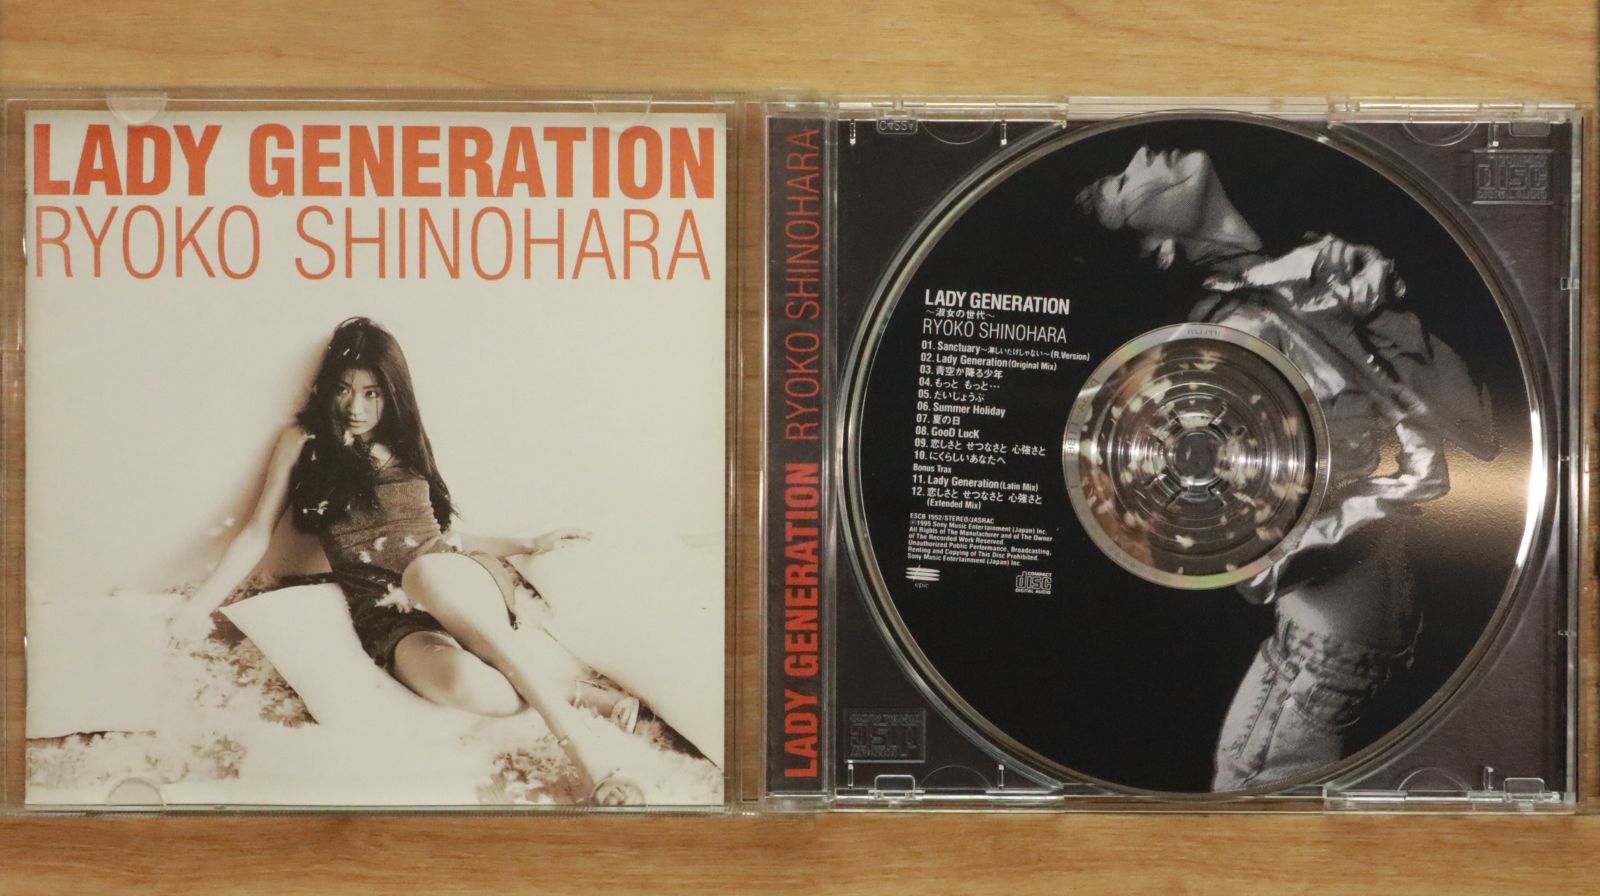 LADY GENERATION
RYOKO SHINOHARA
LADY GENERATION RYOKO SHINOHARA
LADY GENERATION
～淑女の世代～
RYOKO SHINOHARA
01. Sanctuary～淋しいだけじゃない～(R.Version)
02. Lady Generation(Original Mix)
03. 青空が降る少年
04. もっと もっと…
05. だいじょうぶ
06. Summer Holiday
07. 夏の日
08. GooD LucK
09. 恋しさと せつなさと 心強さと
10. にくらしいあなたへ
Bonus Trax
11. Lady Generation(Latin Mix)
12. 恋しさと せつなさと 心強さと
(Extended Mix)
ESCB 1552/STEREO/JASRAC
℗1995 Sony Music Entertainment (Japan) Inc.
All Rights of The Manufacturer and of The Owner
of The Recorded Work Reserved.
Unauthorized Public Performance, Broadcasting,
Renting and Copying of This Disc Prohibited.
Sony Music Entertainment (Japan) Inc.
epic
COMPACT
disc
DIGITAL AUDIO
COMPACT
disc
DIGITAL AUDIO